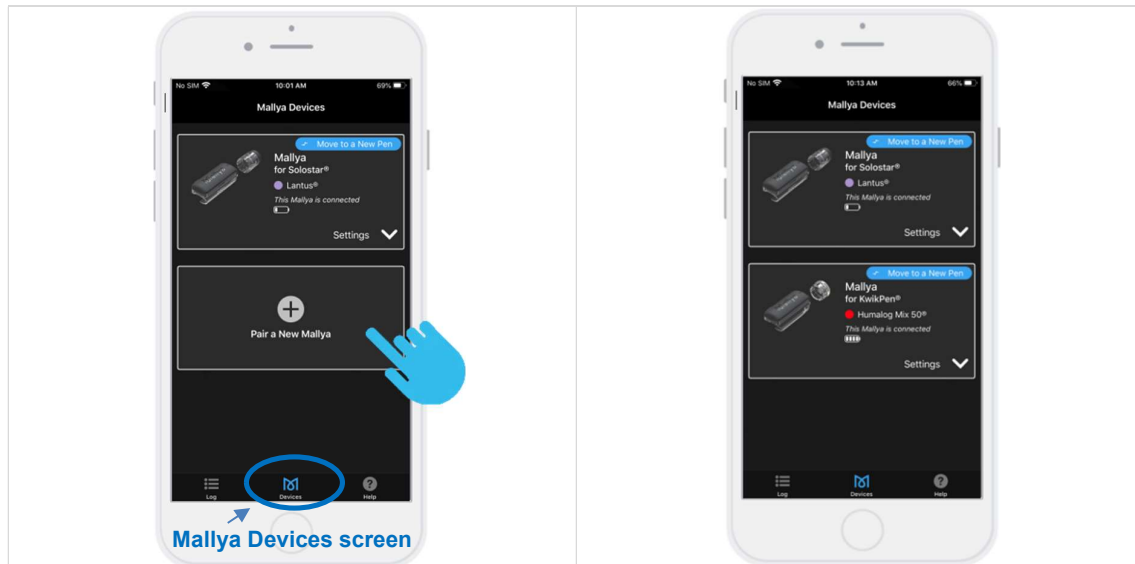 No SIM 10:01 AM 69%
Mallya Devices
Move to a New Pen
Mallya
for Solostar®
Lantus®
This Mallya is connected
Settings
Pair a New Mallya
Log Devices Help
Mallya Devices screen
No SIM 10:13 AM 66%
Mallya Devices
Move to a New Pen
Mallya
for Solostar®
Lantus®
This Mallya is connected
Settings
Move to a New Pen
Mallya
for KwikPen®
Humalog Mix 50®
This Mallya is connected
Settings
Log Devices Help